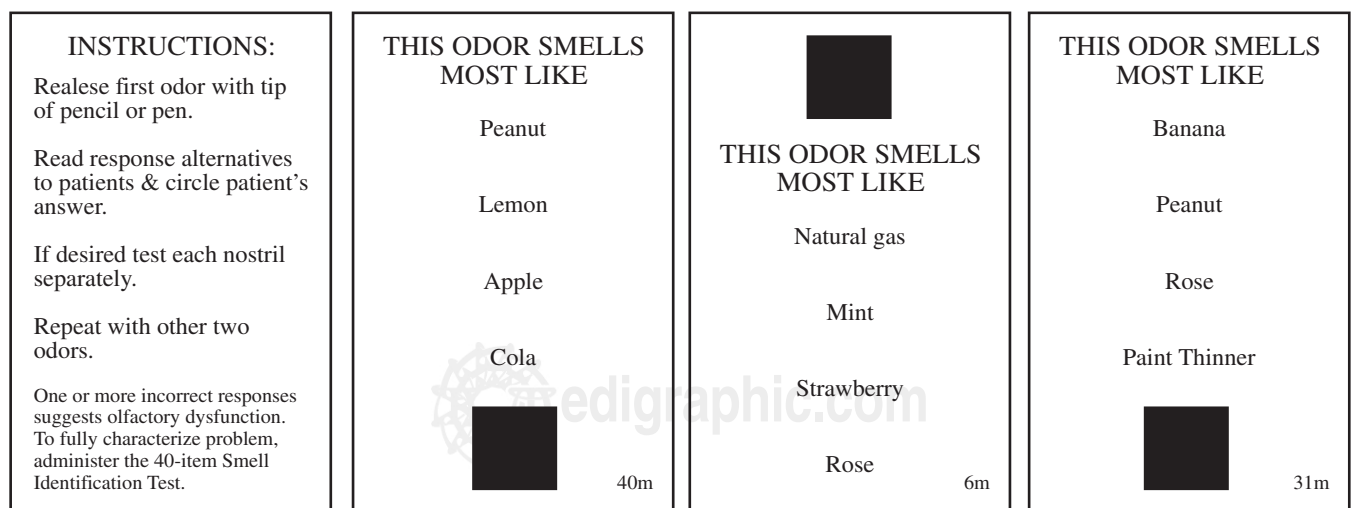 INSTRUCTIONS:
Realese first odor with tip
of pencil or pen.
Read response alternatives
to patients & circle patient's
answer.
If desired test each nostril
separately.
Repeat with other two
odors.
One or more incorrect responses
suggests olfactory dysfunction.
To fully characterize problem,
administer the 40-item Smell
Identification Test.
THIS ODOR SMELLS
MOST LIKE
Peanut
Lemon
Apple
Cola
40m
THIS ODOR SMELLS
MOST LIKE
Natural gas
Mint
Strawberry
Rose
6m
THIS ODOR SMELLS
MOST LIKE
Banana
Peanut
Rose
Paint Thinner
31m
edigraphic.com